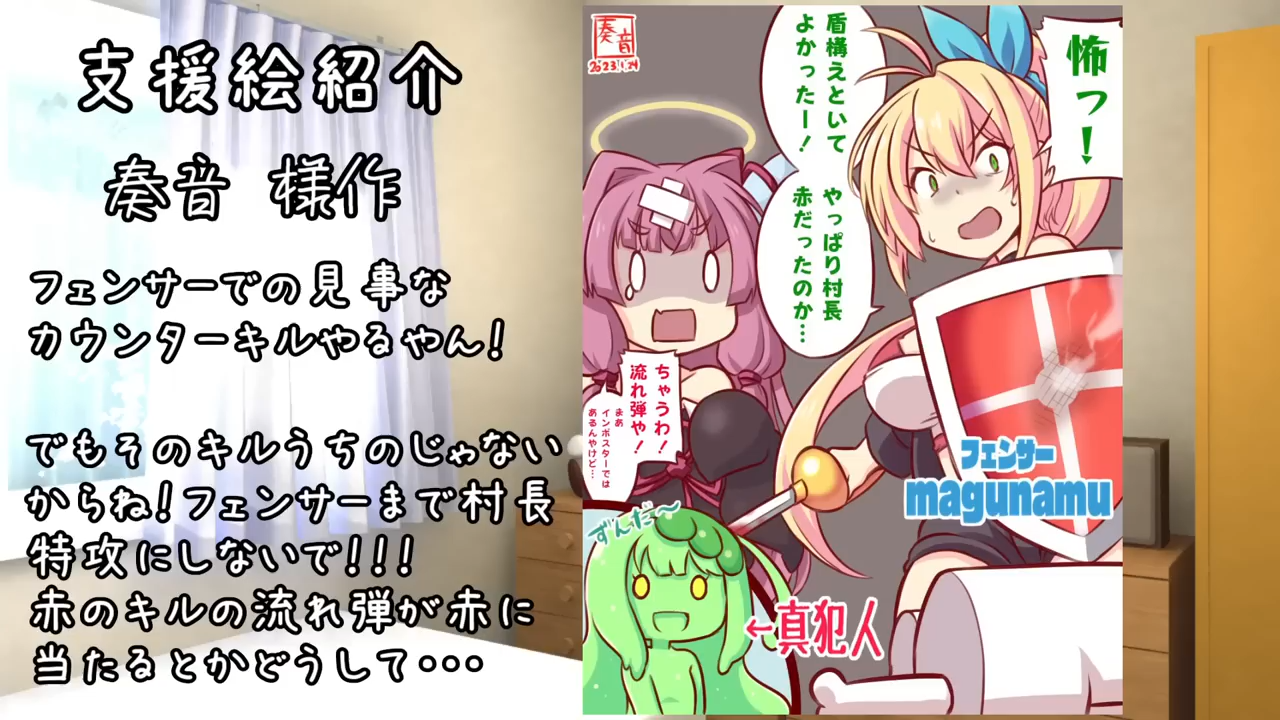 支援絵紹介
奏音 様作
フェンサーでの見事な
カウンターキルやるやん!
でもそのキルうちのじゃない
からね!フェンサーまで村長
特攻にしないで!!!
赤のキルの流れ弾が赤に
当たるとかどうして・・・
奏音
2023.1.24
怖っ!
盾構えといて
よかったー!
やっぱり村長
赤だったのか…
ちゃうわ!
流れ弾や!
まあ
インポスターでは
あるんやけど…
フェンサー
magunamu
ずんだ〜
←真犯人